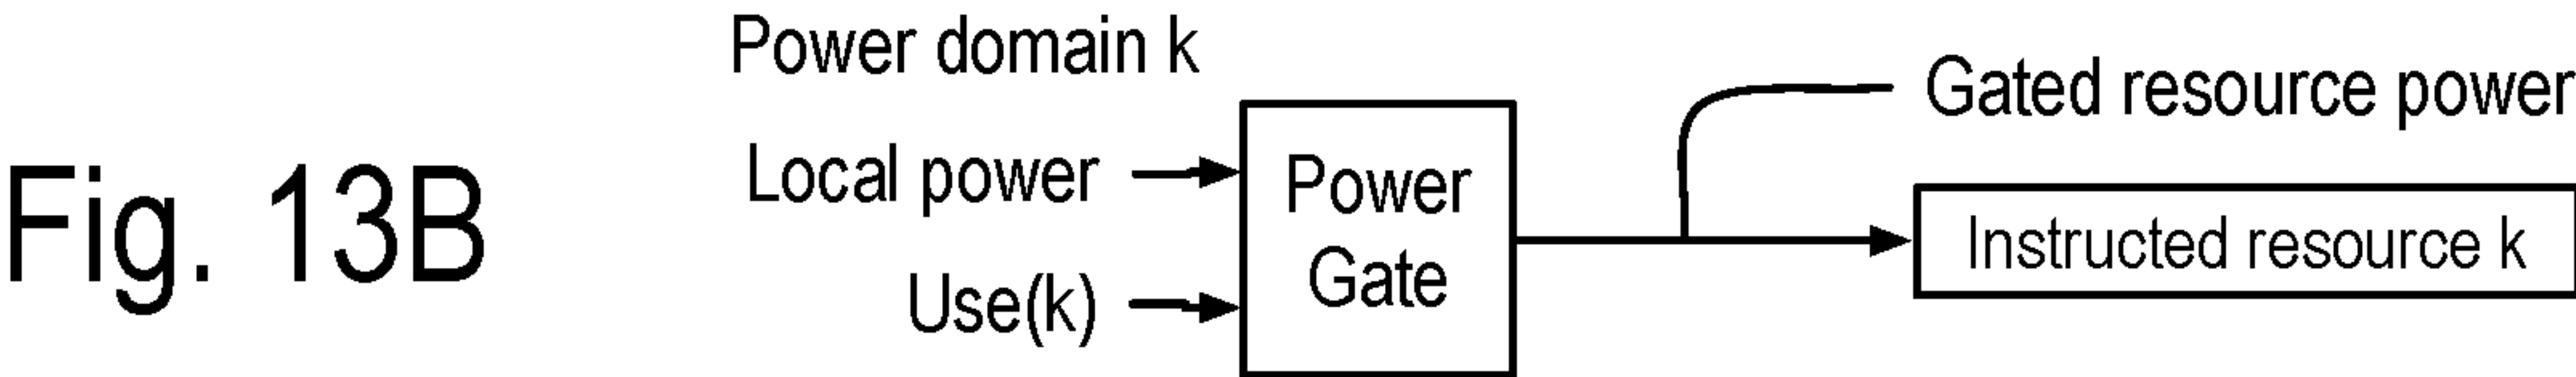 Fig. 13B
Power domain k
Local power
Use(k)
Power
Gate
Gated resource power
Instructed resource k